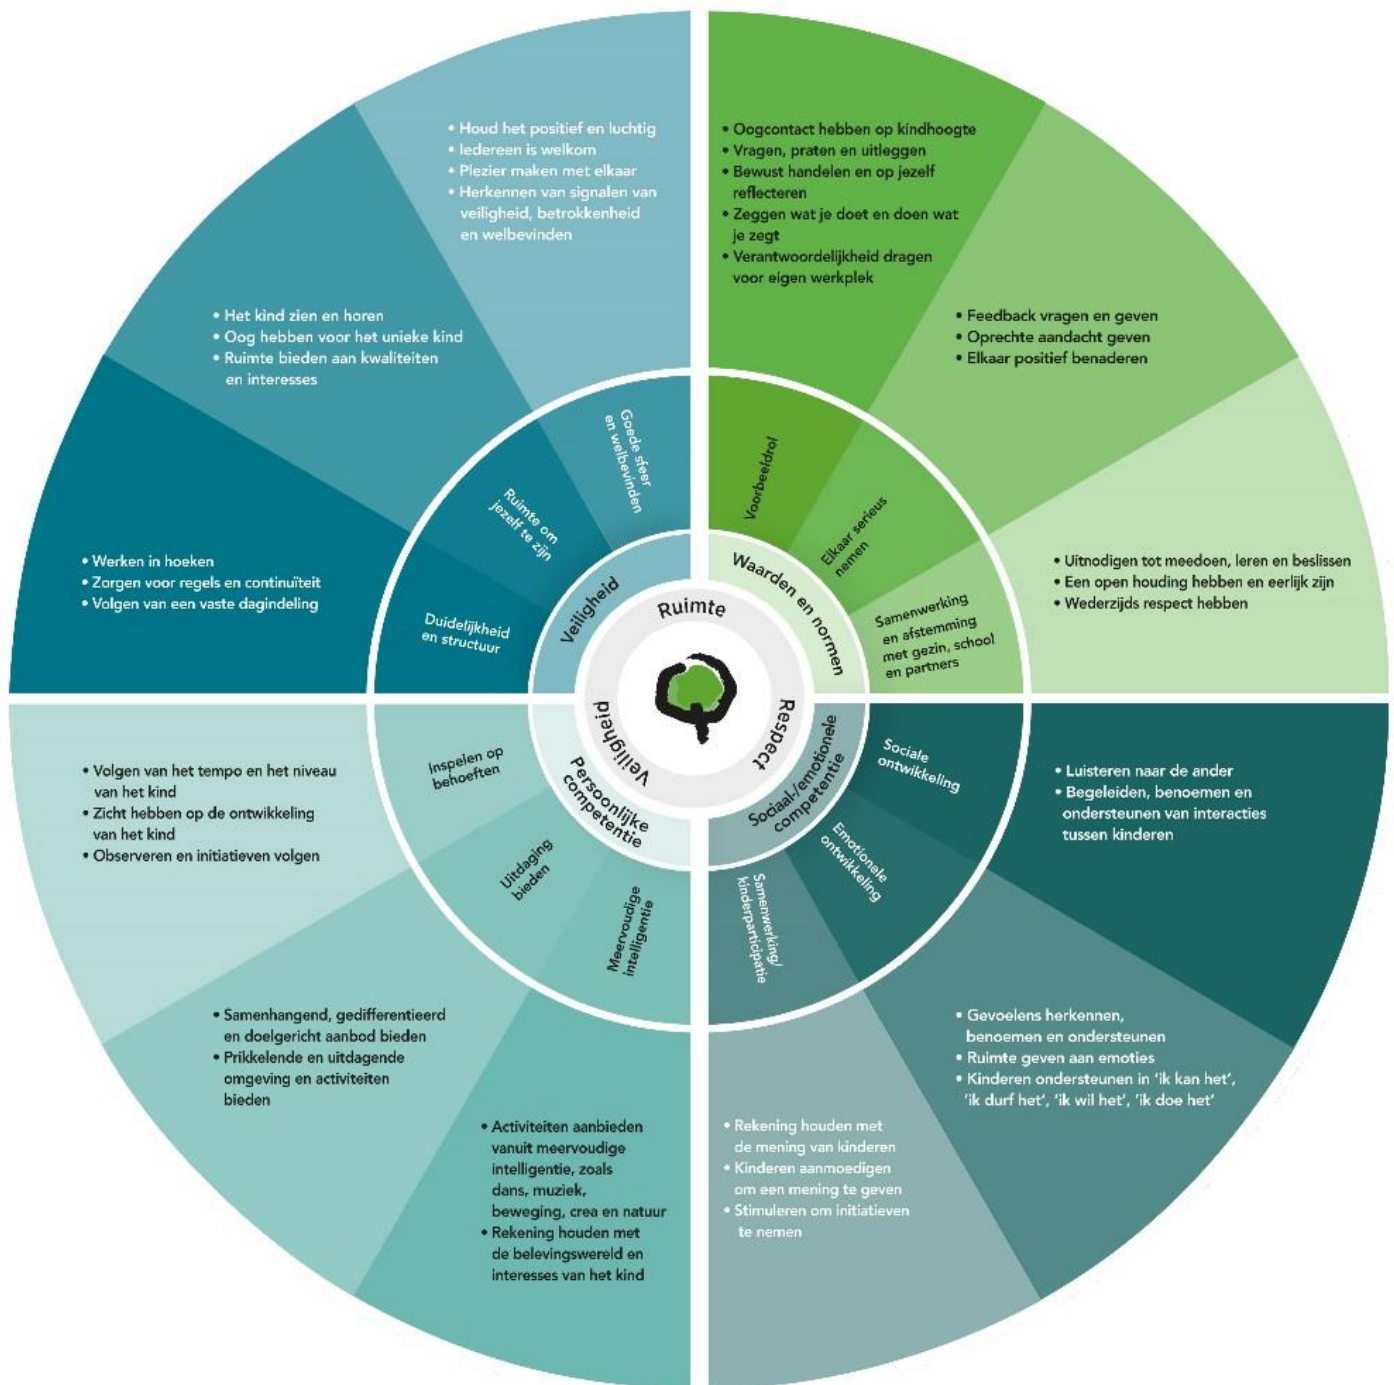 • Houd het positief en luchtig
• Iedereen is welkom
• Plezier maken met elkaar
• Herkennen van signalen van
veiligheid, betrokkenheid
en welbevinden
• Oogcontact hebben op kindhoogte
• Vragen, praten en uitleggen
• Bewust handelen en op jezelf
reflecteren
• Zeggen wat je doet en doen wat
je zegt
• Verantwoordelijkheid dragen
voor eigen werkplek
• Het kind zien en horen
• Oog hebben voor het unieke kind
• Ruimte bieden aan kwaliteiten
en interesses
• Feedback vragen en geven
• Oprechte aandacht geven
• Elkaar positief benaderen
• Werken in hoeken
• Zorgen voor regels en continuïteit
• Volgen van een vaste dagindeling
• Uitnodigen tot meedoen, leren en beslissen
• Een open houding hebben en eerlijk zijn
• Wederzijds respect hebben
Goede sfeer
en welbevinden
Ruimte om
jezelf te zijn
Duidelijkheid
en structuur
Voorbeeldrol
Elkaar serieus
nemen
Samenwerking
en afstemming
met gezin, school
en partners
Veiligheid
Waarden en normen
Ruimte
Respect
Veiligheid
Persoonlijke
competentie
Sociaal-/emotionele
competentie
Inspelen op
behoeften
Uitdaging
bieden
Meervoudige
intelligentie
Sociale
ontwikkeling
Emotionele
ontwikkeling
Samenwerking/
kinderparticipatie
• Volgen van het tempo en het niveau
van het kind
• Zicht hebben op de ontwikkeling
van het kind
• Observeren en initiatieven volgen
• Luisteren naar de ander
• Begeleiden, benoemen en
ondersteunen van interacties
tussen kinderen
• Samenhangend, gedifferentieerd
en doelgericht aanbod bieden
• Prikkelende en uitdagende
omgeving en activiteiten
bieden
• Gevoelens herkennen,
benoemen en ondersteunen
• Ruimte geven aan emoties
• Kinderen ondersteunen in ‘ik kan het’,
‘ik durf het’, ‘ik wil het’, ‘ik doe het’
• Activiteiten aanbieden
vanuit meervoudige
intelligentie, zoals
dans, muziek,
beweging, crea en natuur
• Rekening houden met
de belevingswereld en
interesses van het kind
• Rekening houden met
de mening van kinderen
• Kinderen aanmoedigen
om een mening te geven
• Stimuleren om initiatieven
te nemen